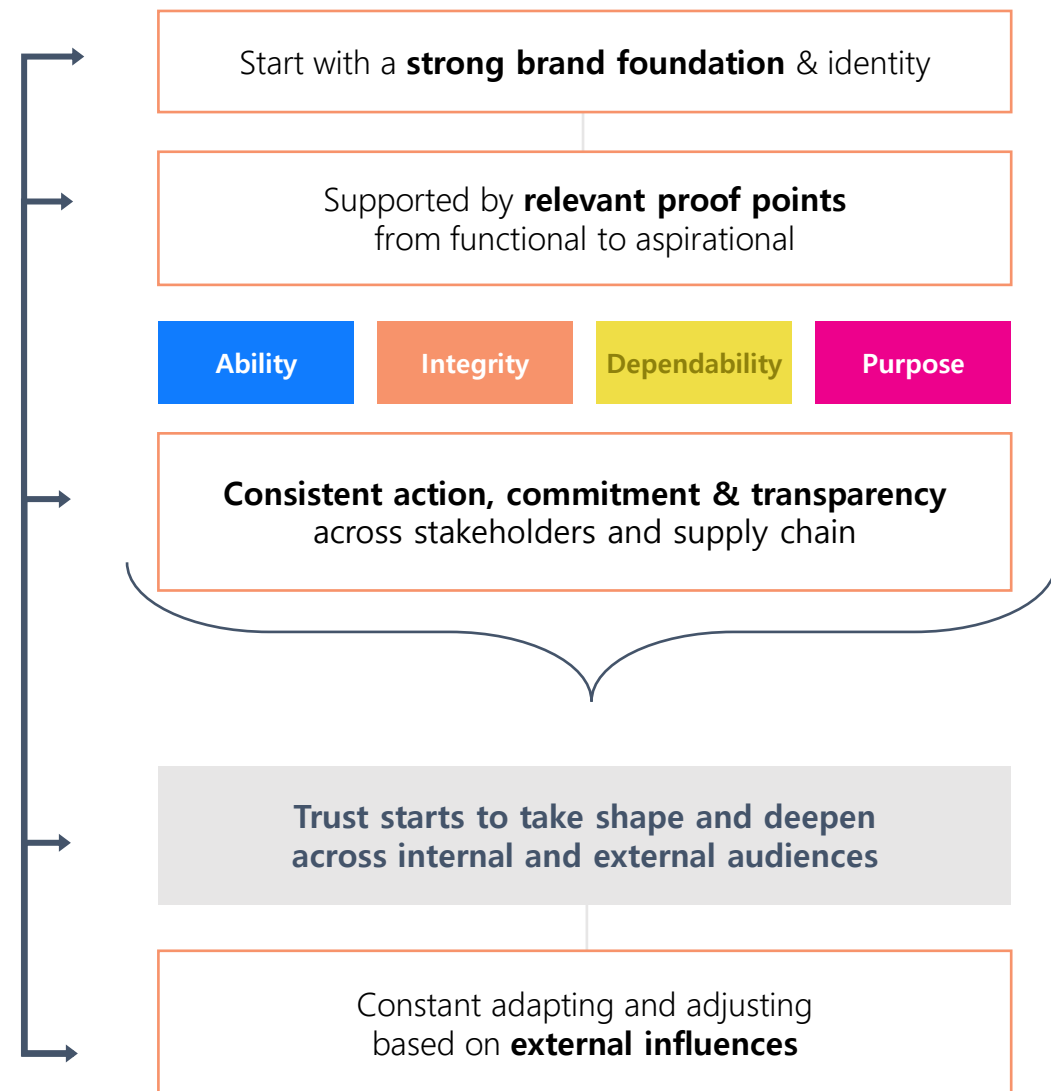 Start with a strong brand foundation & identity
Supported by relevant proof points
from functional to aspirational
Ability
Integrity
Dependability
Purpose
Consistent action, commitment & transparency
across stakeholders and supply chain
Trust starts to take shape and deepen
across internal and external audiences
Constant adapting and adjusting
based on external influences